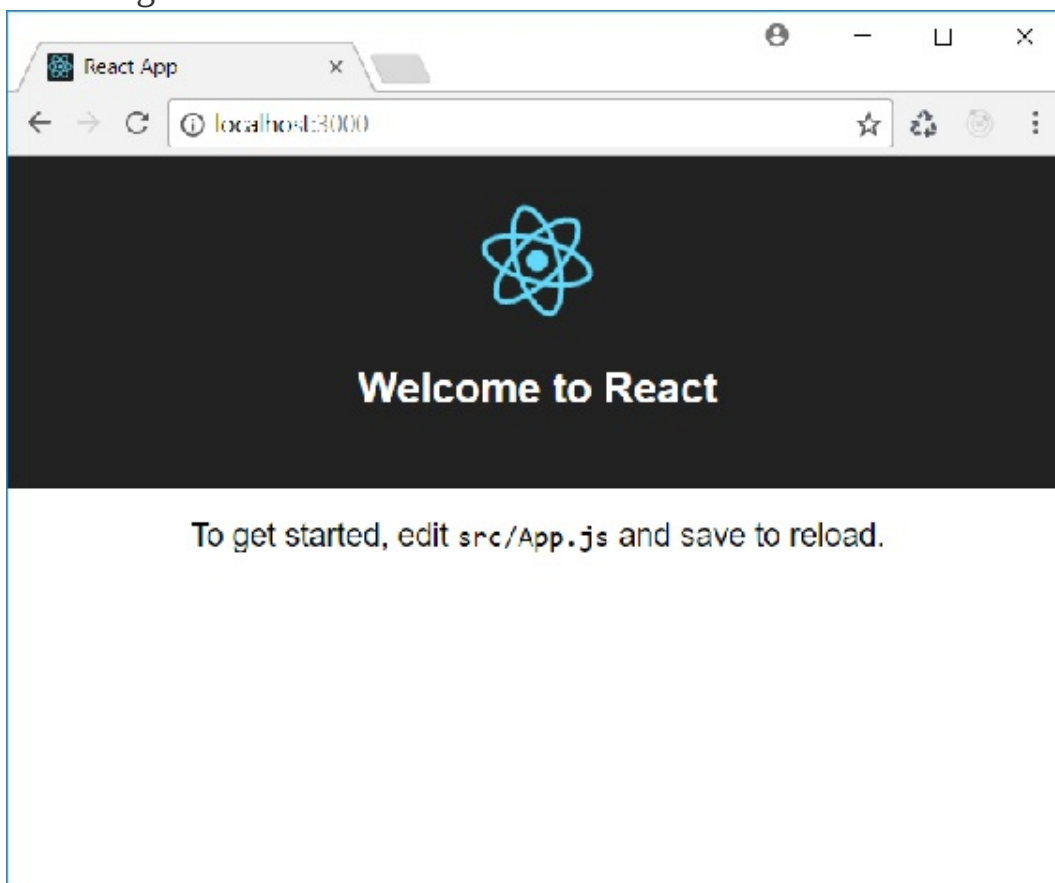 React App
localhost:3000
Welcome to React
To get started, edit src/App.js and save to reload.